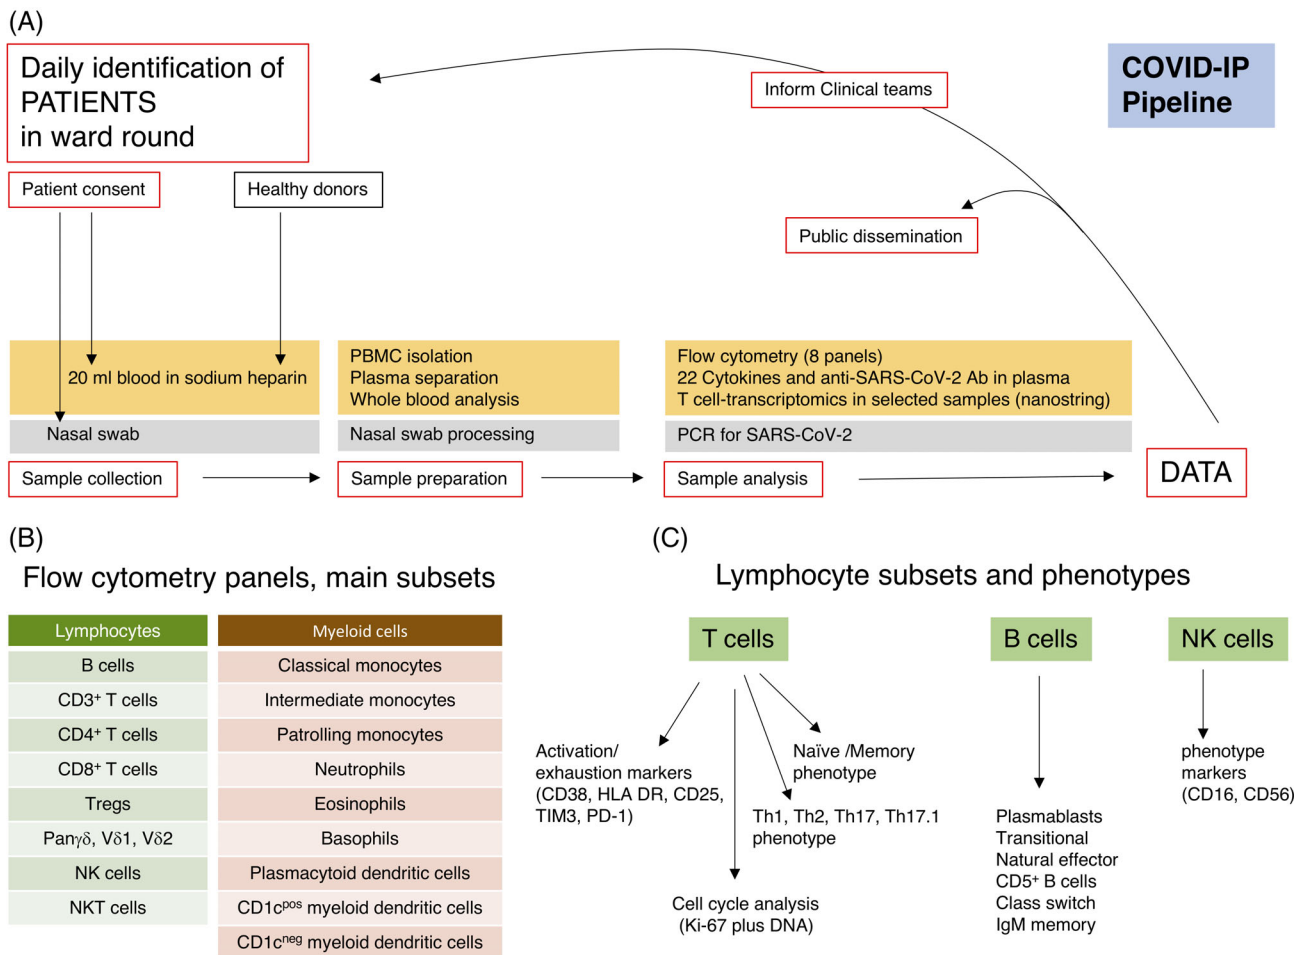 (A)
Daily identification of
PATIENTS
in ward round
Inform Clinical teams
COVID-IP
Pipeline
Patient consent
Healthy donors
Public dissemination
20 ml blood in sodium heparin
PBMC isolation
Plasma separation
Whole blood analysis
Flow cytometry (8 panels)
22 Cytokines and anti-SARS-CoV-2 Ab in plasma
T cell-transcriptomics in selected samples (nanostring)
Nasal swab
Nasal swab processing
PCR for SARS-CoV-2
Sample collection
Sample preparation
Sample analysis
DATA
(B)
Flow cytometry panels, main subsets
Lymphocytes
B cells
CD3⁺ T cells
CD4⁺ T cells
CD8⁺ T cells
Tregs
Panγδ, Vδ1, Vδ2
NK cells
NKT cells
Myeloid cells
Classical monocytes
Intermediate monocytes
Patrolling monocytes
Neutrophils
Eosinophils
Basophils
Plasmacytoid dendritic cells
CD1cᵖᵒˢ myeloid dendritic cells
CD1cⁿᵉᵍ myeloid dendritic cells
(C)
Lymphocyte subsets and phenotypes
T cells
Activation/
exhaustion markers
(CD38, HLA DR, CD25,
TIM3, PD-1)
Naïve /Memory
phenotype
Th1, Th2, Th17, Th17.1
phenotype
Cell cycle analysis
(Ki-67 plus DNA)
B cells
Plasmablasts
Transitional
Natural effector
CD5⁺ B cells
Class switch
IgM memory
NK cells
phenotype
markers
(CD16, CD56)